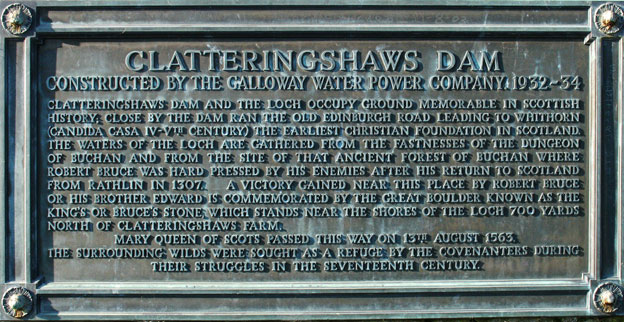 CLATTERINGSHAWS DAM
CONSTRUCTED BY THE GALLOWAY WATER POWER COMPANY, 1932-34
CLATTERINGSHAWS DAM AND THE LOCH OCCUPY GROUND MEMORABLE IN SCOTTISH
HISTORY; CLOSE BY THE DAM RAN THE OLD EDINBURGH ROAD LEADING TO WHITHORN
(CANDIDA CASA IV-VTH CENTURY) THE EARLIEST CHRISTIAN FOUNDATION IN SCOTLAND.
THE WATERS OF THE LOCH ARE GATHERED FROM THE FASTNESSES OF THE DUNGEON
OF BUCHAN AND FROM THE SITE OF THAT ANCIENT FOREST OF BUCHAN WHERE
ROBERT BRUCE WAS HARD PRESSED BY HIS ENEMIES AFTER HIS RETURN TO SCOTLAND
FROM RATHLIN IN 1307. A VICTORY GAINED NEAR THIS PLACE BY ROBERT BRUCE
OR HIS BROTHER EDWARD IS COMMEMORATED BY THE GREAT BOULDER KNOWN AS THE
KING'S OR BRUCE'S STONE, WHICH STANDS NEAR THE SHORES OF THE LOCH 700 YARDS
NORTH OF CLATTERINGSHAWS FARM.
MARY QUEEN OF SCOTS PASSED THIS WAY ON 13TH AUGUST 1563.
THE SURROUNDING WILDS WERE SOUGHT AS A REFUGE BY THE COVENANTERS DURING
THEIR STRUGGLES IN THE SEVENTEENTH CENTURY.